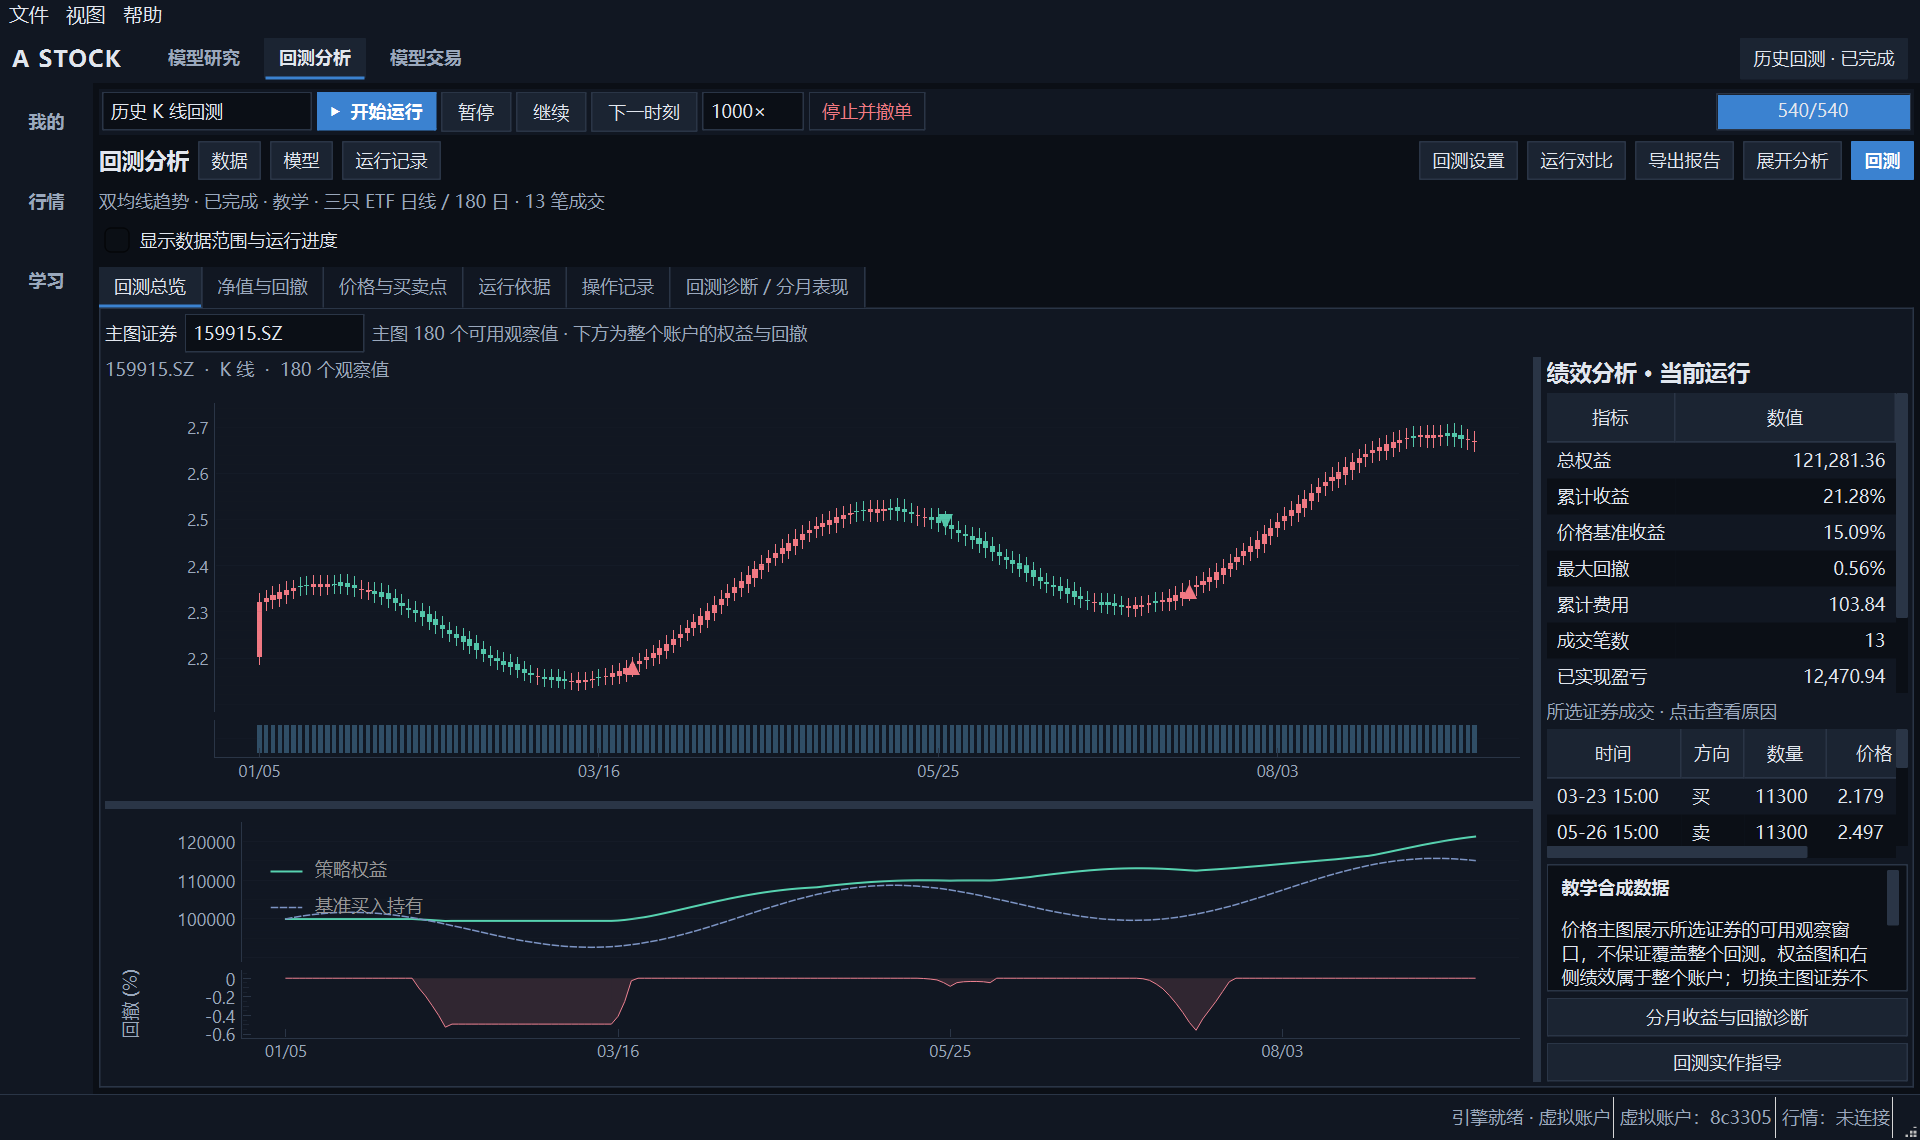 文件 视图 帮助
A STOCK 模型研究 回测分析 模型交易 历史回测 · 已完成
我的
行情
学习
历史 K 线回测 开始运行 暂停 继续 下一时刻 1000× 停止并撤单 540/540
回测分析 数据 模型 运行记录 回测设置 运行对比 导出报告 展开分析 回测
双均线趋势 · 已完成 · 教学 · 三只 ETF 日线 / 180 日 · 13 笔成交
显示数据范围与运行进度
回测总览 净值与回撤 价格与买卖点 运行依据 操作记录 回测诊断 / 分月表现
主图证券 159915.SZ 主图 180 个可用观察值 · 下方为整个账户的权益与回撤
159915.SZ · K 线 · 180 个观察值
2.7
2.6
2.5
2.4
2.3
2.2
01/05 03/16 05/25 08/03
120000
110000
100000
策略权益
基准买入持有
回撤 (%)
0
-0.2
-0.4
-0.6
01/05 03/16 05/25 08/03
绩效分析 • 当前运行
指标 数值
总权益 121,281.36
累计收益 21.28%
价格基准收益 15.09%
最大回撤 0.56%
累计费用 103.84
成交笔数 13
已实现盈亏 12,470.94
所选证券成交 · 点击查看原因
时间 方向 数量 价格
03-23 15:00 买 11300 2.179
05-26 15:00 卖 11300 2.497
教学合成数据
价格主图展示所选证券的可用观察窗
口，不保证覆盖整个回测。权益图和右
侧绩效属于整个账户；切换主图证券不
分月收益与回撤诊断
回测实作指导
引擎就绪 · 虚拟账户 虚拟账户：8c3305 行情：未连接